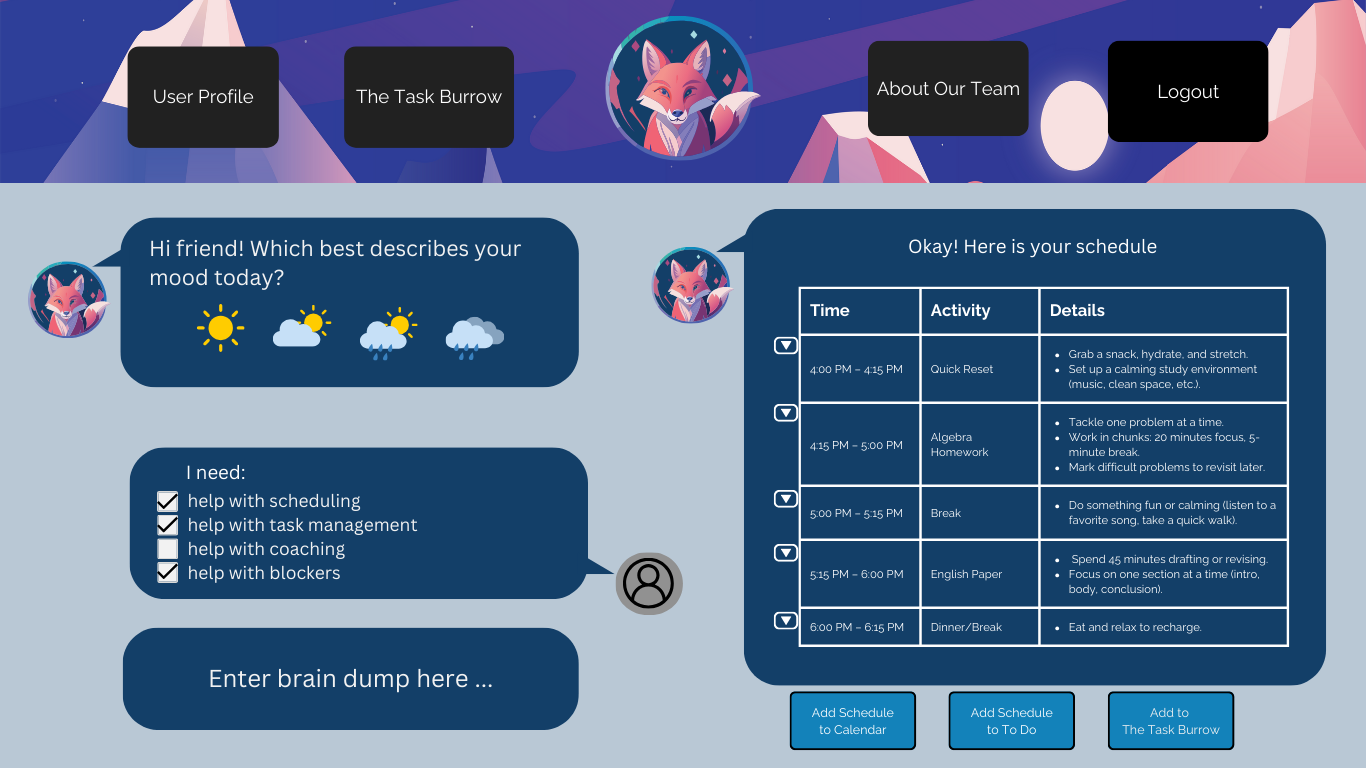 User Profile
The Task Burrow
About Our Team
Logout
Hi friend! Which best describes your
mood today?
I need:
help with scheduling
help with task management
help with coaching
help with blockers
Enter brain dump here ...
Okay! Here is your schedule
Time Activity Details
4:00 PM – 4:15 PM Quick Reset
• Grab a snack, hydrate, and stretch.
• Set up a calming study environment
(music, clean space, etc.).
4:15 PM – 5:00 PM
Algebra
Homework
• Tackle one problem at a time.
• Work in chunks: 20 minutes focus, 5-
minute break.
• Mark difficult problems to revisit later.
5:00 PM – 5:15 PM Break
• Do something fun or calming (listen to a
favorite song, take a quick walk).
5:15 PM – 6:00 PM English Paper
• Spend 45 minutes drafting or revising.
• Focus on one section at a time (intro,
body, conclusion).
6:00 PM – 6:15 PM Dinner/Break
• Eat and relax to recharge.
Add Schedule
to Calendar
Add Schedule
to To Do
Add to
The Task Burrow